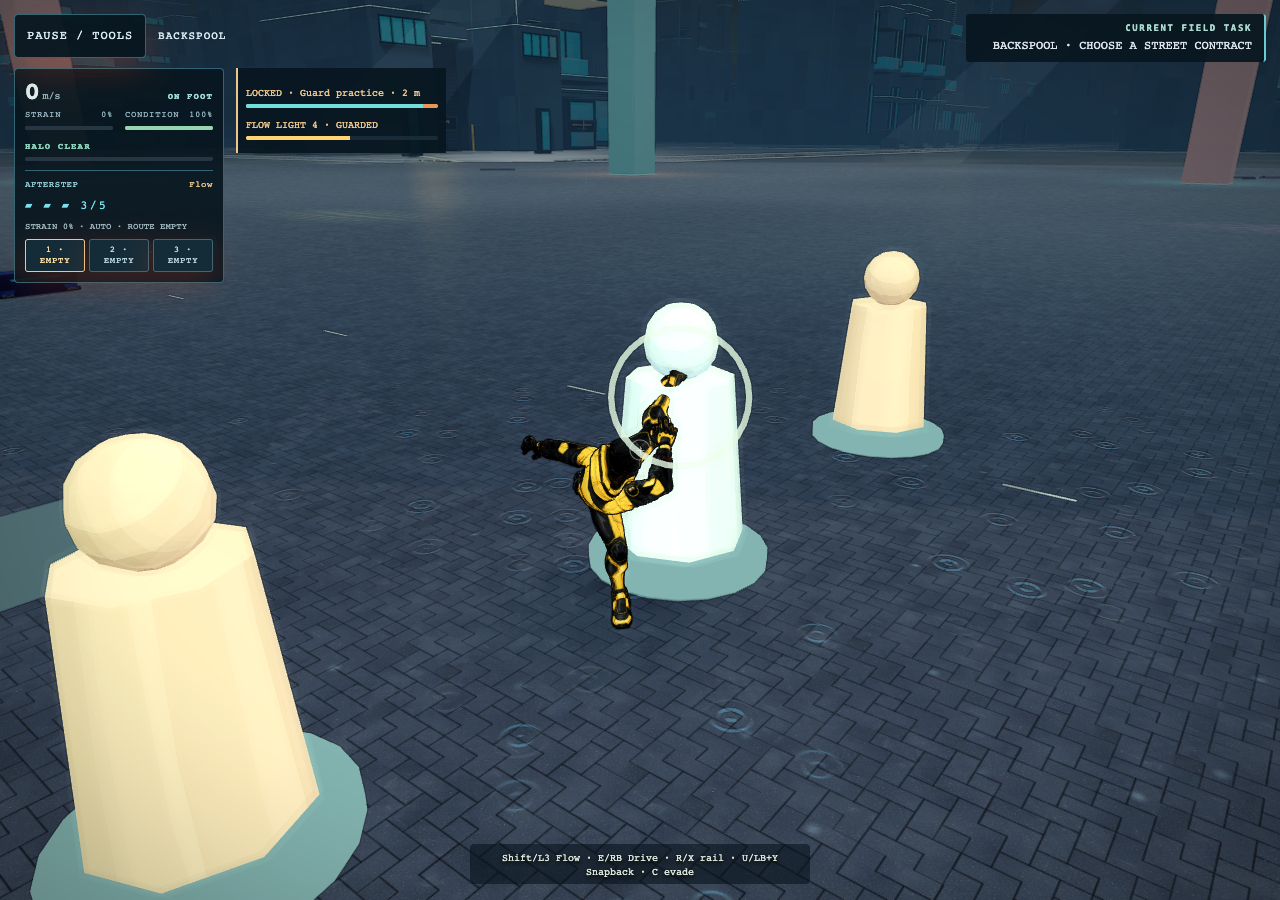 PAUSE / TOOLS
BACKSPOOL
CURRENT FIELD TASK
BACKSPOOL · CHOOSE A STREET CONTRACT
0 m/s
ON FOOT
STRAIN 0%
CONDITION 100%
HALO CLEAR
AFTERSTEP
Flow
3/5
STRAIN 0% · AUTO · ROUTE EMPTY
1 · EMPTY
2 · EMPTY
3 · EMPTY
LOCKED · Guard practice · 2 m
FLOW LIGHT 4 · GUARDED
Shift/L3 Flow · E/RB Drive · R/X rail · U/LB+Y
Snapback · C evade